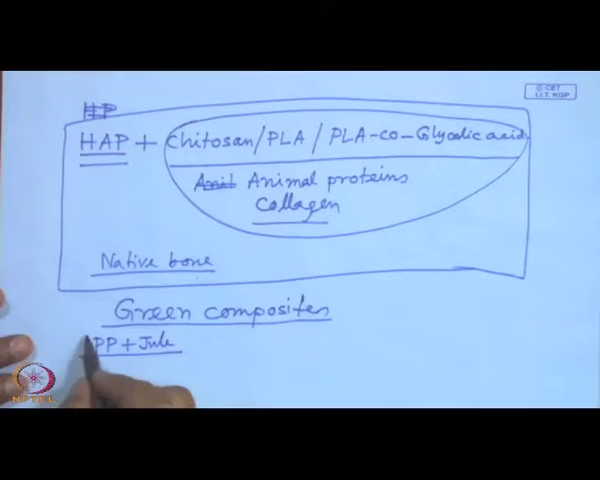 © CET
I.I.T. KGP
HP
HAP + Chitosan/PLA / PLA-co-Glycolic acid
Anil Animal proteins
Collagen
Native bone
Green composites
PP + Jute
NPTEL